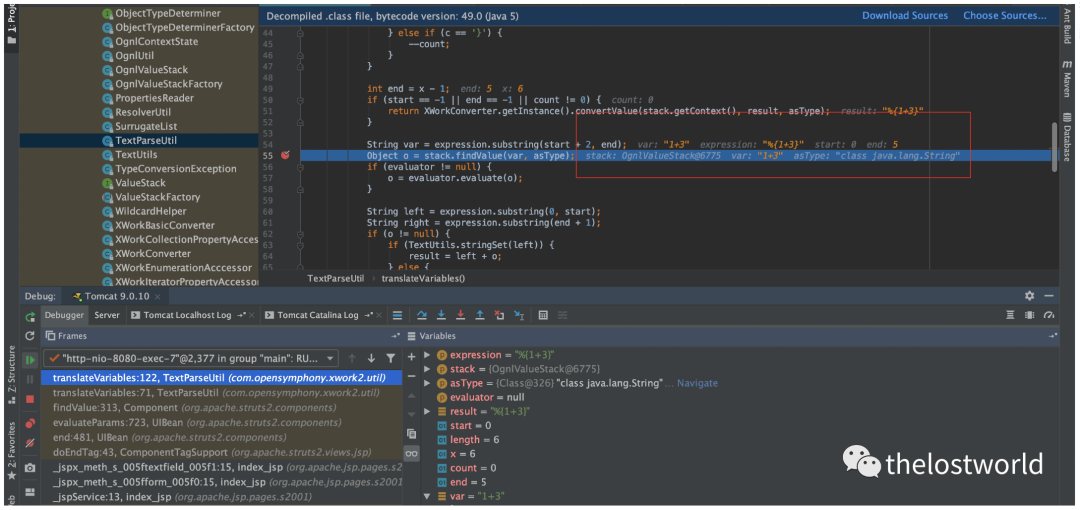 1: Proje
ObjectTypeDeterminer
ObjectTypeDeterminerFactory
OgnlContextState
OgnlUtil
OgnlValueStack
OgnlValueStackFactory
PropertiesReader
ResolverUtil
SurrugateList
TextParseUtil
TextUtils
TypeConversionException
ValueStack
ValueStackFactory
WildcardHelper
XWorkBasicConverter
XWorkCollectionPropertyAcces
XWorkConverter
XWorkEnumerationAcccessor
XWorkIteratorPropertyAccesso
Decompiled .class file, bytecode version: 49.0 (Java 5)
Download Sources
Choose Sources...
44 } else if (c == '}') {
45 --count;
46 }
47 }
48
49 int end = x - 1; end: 5 x: 6
50 if (start == -1 || end == -1 || count != 0) { count: 0
51 return XWorkConverter.getInstance().convertValue(stack.getContext(), result, asType); result: "%{1+3}"
52 }
53
54 String var = expression.substring(start + 2, end); var: "1+3" expression: "%{1+3}" start: 0 end: 5
55 Object o = stack.findValue(var, asType); stack: OgnlValueStack@6775 var: "1+3" asType: "class java.lang.String"
56 if (evaluator != null) {
57 o = evaluator.evaluate(o);
58 }
59
60 String left = expression.substring(0, start);
61 String right = expression.substring(end + 1);
62 if (o != null) {
63 if (TextUtils.stringSet(left)) {
64 result = left + o;
65 } else {
TextParseUtil
translateVariables()
Ant Build
Maven
Database
Debug:
Tomcat 9.0.10
Debugger
Server
Tomcat Localhost Log
Tomcat Catalina Log
Frames
Variables
"http-nio-8080-exec-7"@2,377 in group "main": RU...
translateVariables:122, TextParseUtil (com.opensymphony.xwork2.util)
translateVariables:71, TextParseUtil (com.opensymphony.xwork2.util)
findValue:313, Component (org.apache.struts2.components)
evaluateParams:723, UIBean (org.apache.struts2.components)
end:481, UIBean (org.apache.struts2.components)
doEndTag:43, ComponentTagSupport (org.apache.struts2.views.jsp)
_jspx_meth_s_005ftextfield_005f1:15, index_jsp (org.apache.jsp.pages.s2
_jspx_meth_s_005fform_005f0:15, index_jsp (org.apache.jsp.pages.s2001)
_jspService:13, index_jsp (org.apache.jsp.pages.s2001)
expression = "%{1+3}"
stack = {OgnlValueStack@6775}
asType = {Class@326} "class java.lang.String" ... Navigate
evaluator = null
result = "%{1+3}"
start = 0
length = 6
x = 6
count = 0
end = 5
var = "1+3"
Z: Structure
2: Favorites
eb
thelostworld